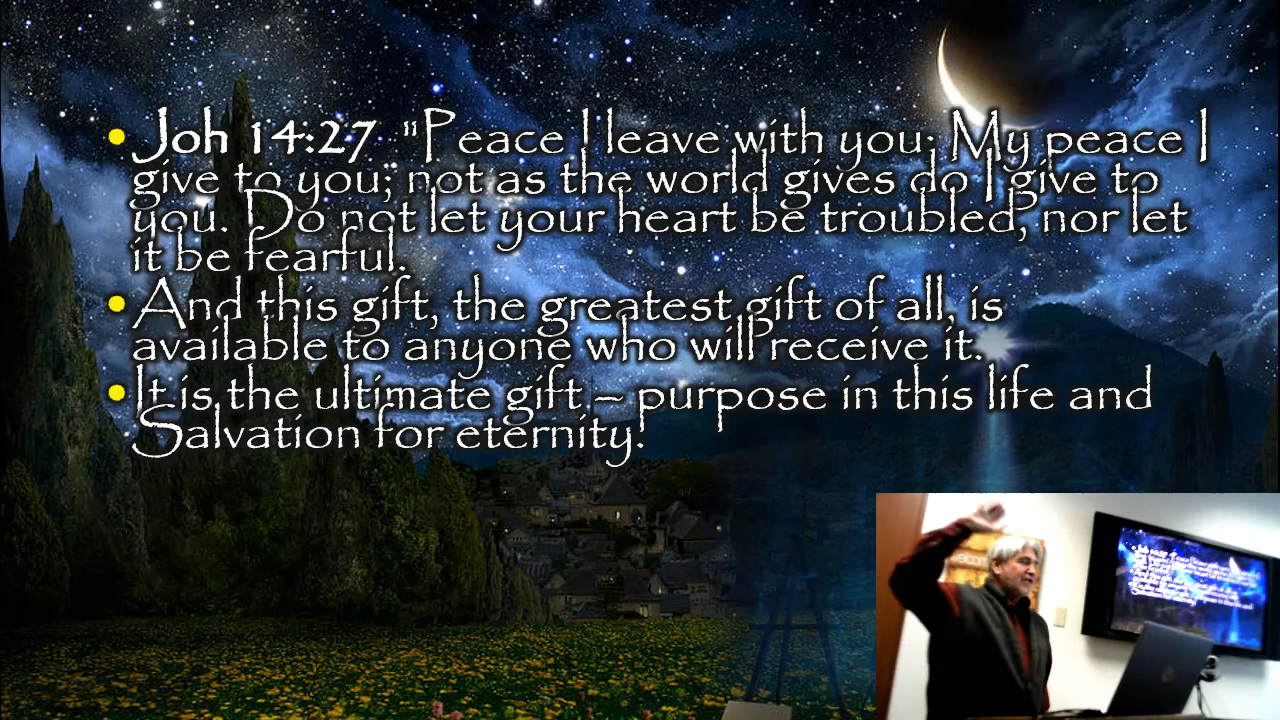 • Joh 14:27 "Peace I leave with you; My peace I
give to you; not as the world gives do I give to
you. Do not let your heart be troubled, nor let
it be fearful.
• And this gift, the greatest gift of all, is
available to anyone who will receive it.
• It is the ultimate gift – purpose in this life and
Salvation for eternity.